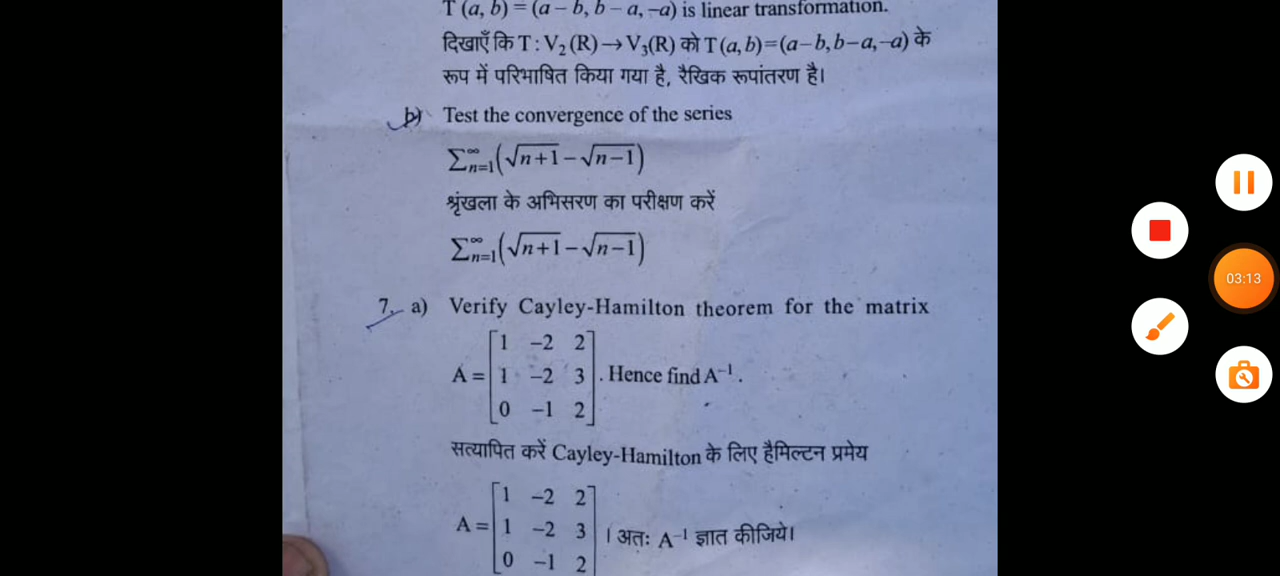 T (a, b) = (a – b, b – a, –a) is linear transformation.
दिखाएँ कि T : V₂ (R) → V₃(R) को T (a, b)=(a–b, b–a, –a) के
रूप में परिभाषित किया गया है, रैखिक रूपांतरण है।
b) Test the convergence of the series
∑ₙ₌₁^∞ (√n+1 – √n–1)
श्रृंखला के अभिसरण का परीक्षण करें
∑ₙ₌₁^∞ (√n+1 – √n–1)
7. a) Verify Cayley-Hamilton theorem for the matrix
A = [1 –2 2
1 –2 3
0 –1 2] . Hence find A⁻¹ .
सत्यापित करें Cayley-Hamilton के लिए हैमिल्टन प्रमेय
A = [1 –2 2
1 –2 3
0 –1 2] । अतः A⁻¹ ज्ञात कीजिये।
03:13